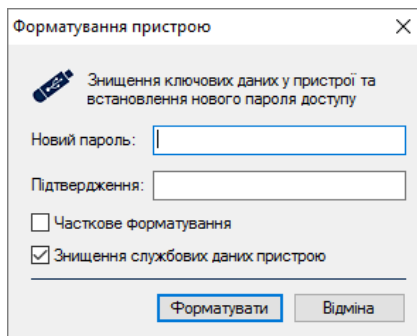 Форматування пристрою
Знищення ключових даних у пристрої та
встановлення нового пароля доступу
Новий пароль:
Підтвердження:
Часткове форматування
Знищення службових даних пристрою
Форматувати
Відміна